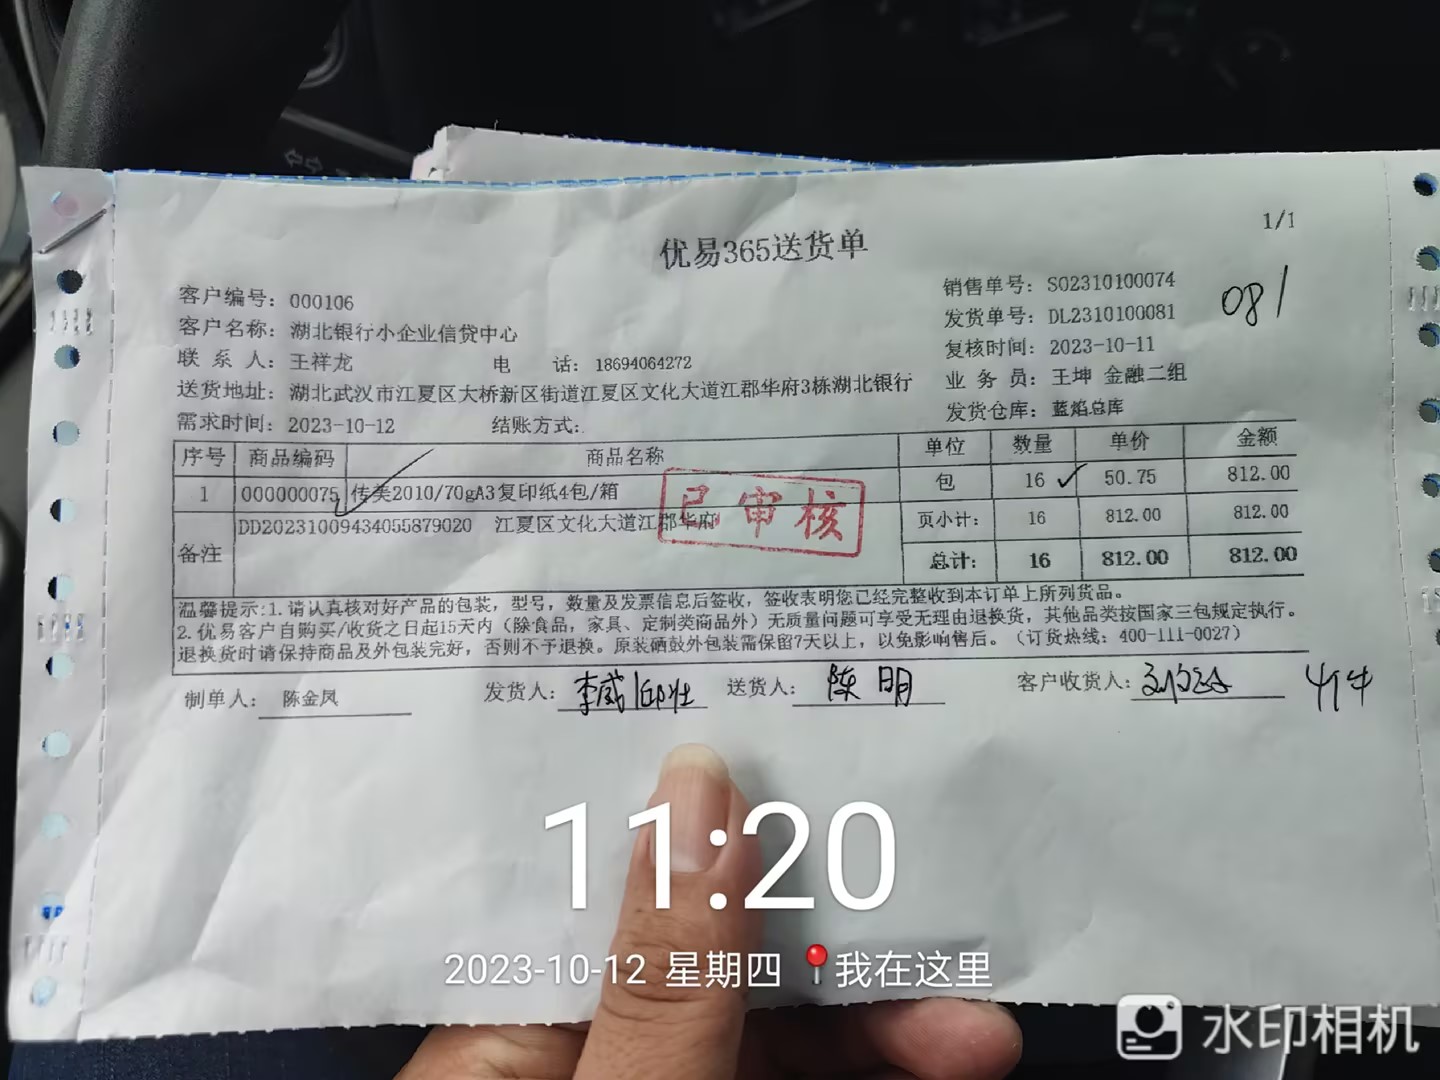 优易365送货单
1/1
客户编号：000106
销售单号：SO2310100074
081
客户名称：湖北银行小企业信贷中心
发货单号：DL2310100081
联 系 人：王祥龙 电 话：18694064272
复核时间：2023-10-11
送货地址：湖北武汉市江夏区大桥新区街道江夏区文化大道江郡华府3栋湖北银行
业 务 员：王坤 金融二组
需求时间：2023-10-12 结账方式：.
发货仓库：蓝焰总库
序号 商品编码 商品名称 单位 数量 单价 金额
1 000000075 传美2010/70gA3复印纸4包/箱 包 16 50.75 812.00
备注 DD20231009434055879020 江夏区文化大道江郡华府 页小计： 16 812.00 812.00
已审核
总计： 16 812.00 812.00
温馨提示:1. 请认真核对好产品的包装，型号，数量及发票信息后签收，签收表明您已经完整收到本订单上所列货品。
2. 优易客户自购买/收货之日起15天内（除食品，家具、定制类商品外）无质量问题可享受无理由退换货，其他品类按国家三包规定执行。
退换货时请保持商品及外包装完好，否则不予退换。原装硒鼓外包装需保留7天以上，以免影响售后。（订货热线：400-111-0027）
制单人：陈金凤 发货人：李威 送货人：陈明 客户收货人：
11:20
2023-10-12 星期四 我在这里
水印相机